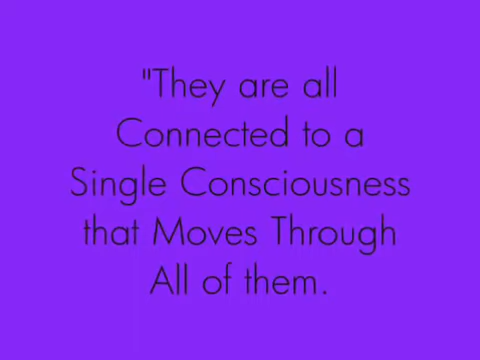 "They are all
Connected to a
Single Consciousness
that Moves Through
All of them.